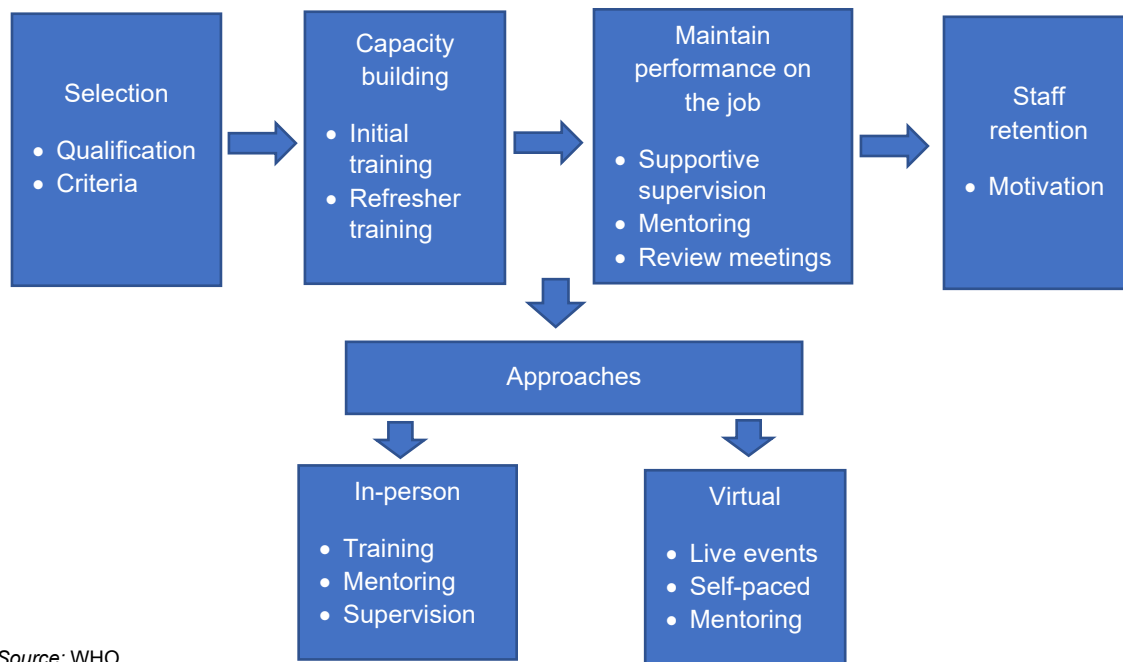 Selection
• Qualification
• Criteria
Capacity
building
• Initial
training
• Refresher
training
Maintain
performance on
the job
• Supportive
supervision
• Mentoring
• Review meetings
Staff
retention
• Motivation
Approaches
In-person
• Training
• Mentoring
• Supervision
Virtual
• Live events
• Self-paced
• Mentoring
Source: WHO